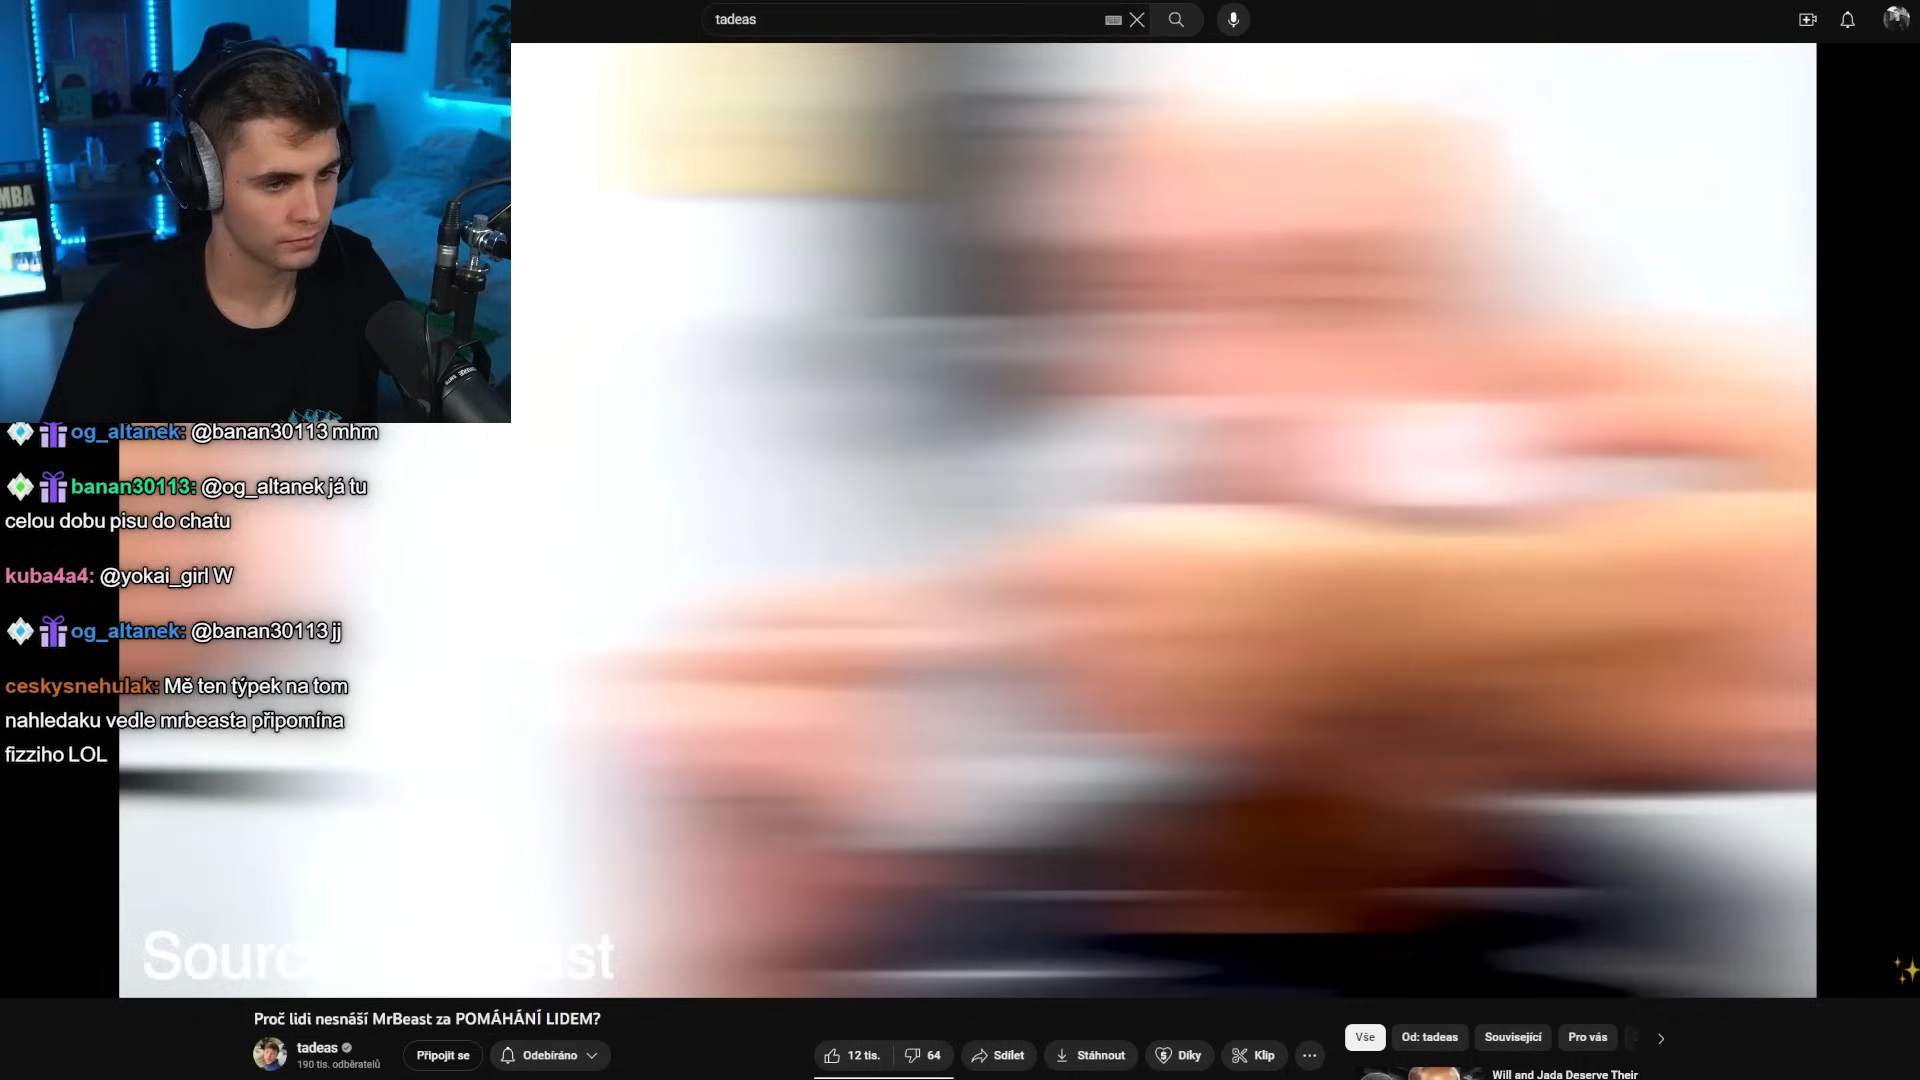 tadeas
MBA
og_altanek: @banan30113 mhm
banan30113: @og_altanek já tu
celou dobu pisu do chatu
kuba4a4: @yokai_girl W
og_altanek: @banan30113 jj
ceskysnehulak: Mě ten týpek na tom
nahledaku vedle mrbeasta připomína
fizziho LOL
Proč lidi nesnáší MrBeast za POMÁHÁNÍ LIDEM?
tadeas
190 tis. odběratelů
Připojit se
Odebíráno
12 tis.
64
Sdílet
Stáhnout
Díky
Klip
Vše
Od: tadeas
Související
Pro vás
Will and Jada Deserve Their